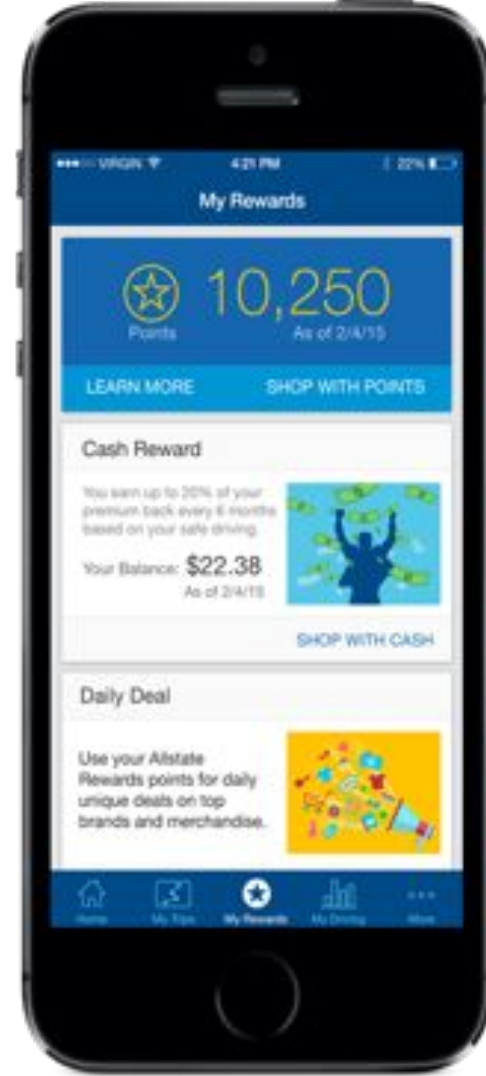 VIRGIN
4:21 PM
22%
My Rewards
10,250
Points
As of 2/4/15
LEARN MORE
SHOP WITH POINTS
Cash Reward
You earn up to 20% of your
premium back every 6 months
based on your safe driving.
Your Balance: $22.38
As of 2/4/15
SHOP WITH CASH
Daily Deal
Use your Allstate
Rewards points for daily
unique deals on top
brands and merchandise.
Home
My Trips
My Rewards
My Driving
More